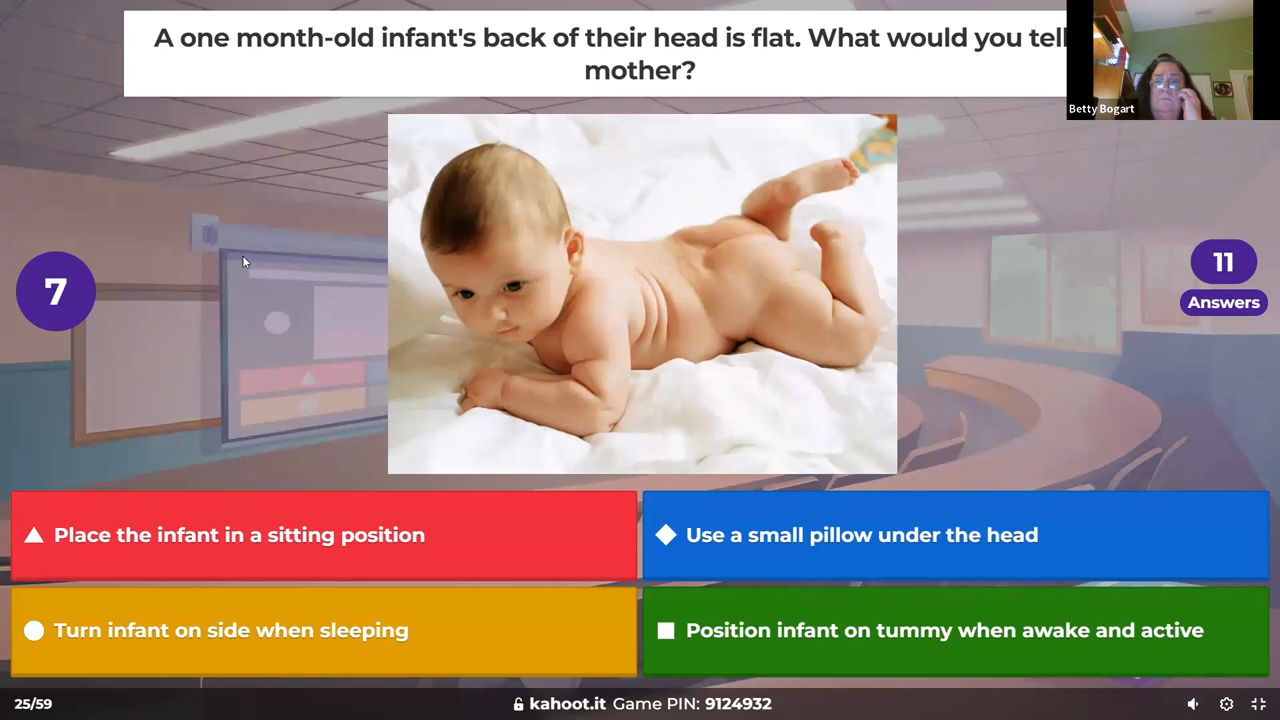 A one month-old infant's back of their head is flat. What would you tell
mother?
Betty Bogart
7
11
Answers
Place the infant in a sitting position
Use a small pillow under the head
Turn infant on side when sleeping
Position infant on tummy when awake and active
25/59
kahoot.it Game PIN: 9124932